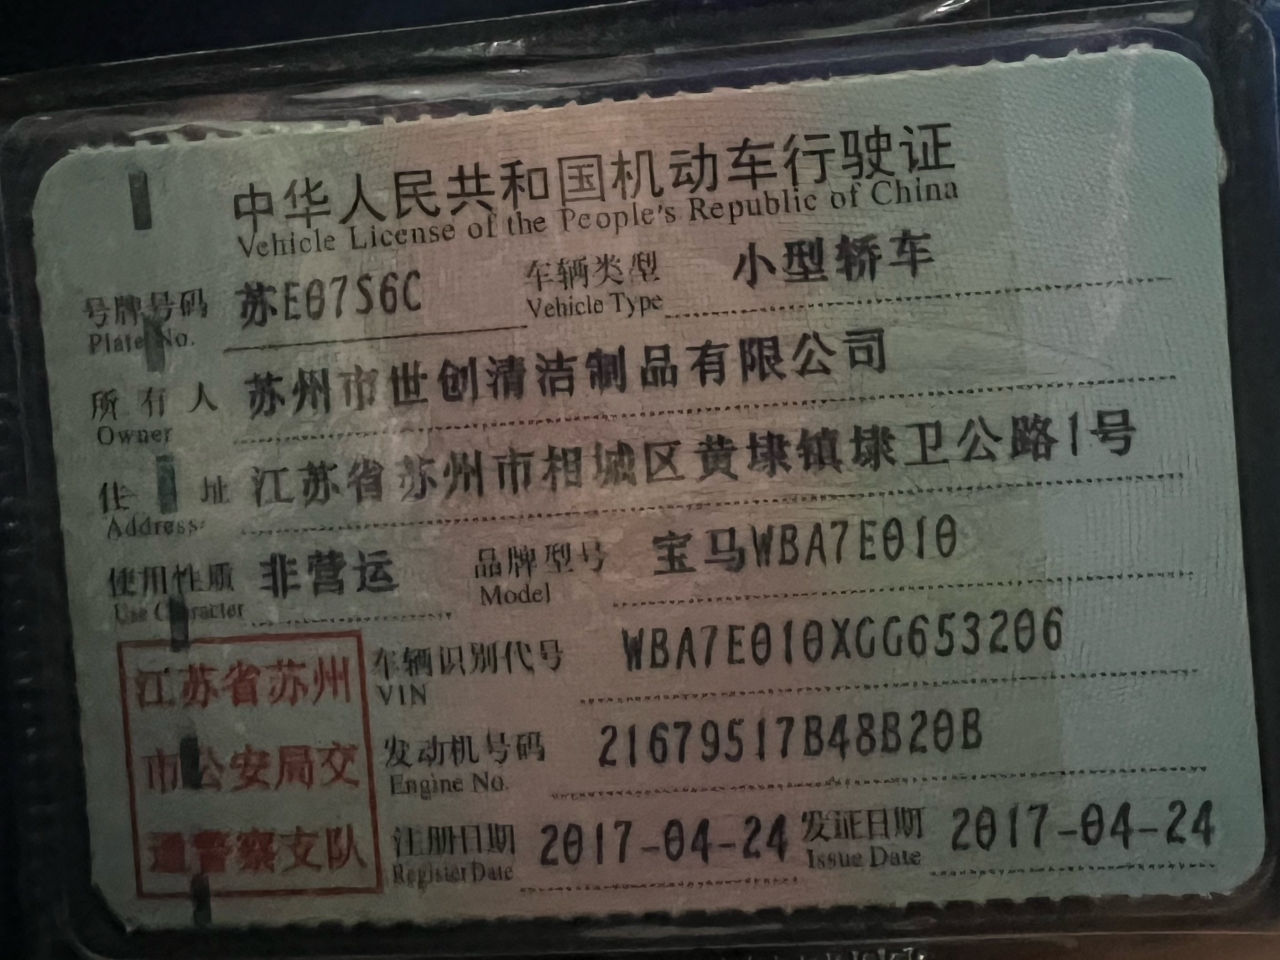 中华人民共和国机动车行驶证
Vehicle License of the People's Republic of China
号牌号码 苏E07S6C 车辆类型 小型轿车
Plate No. Vehicle Type
所有人 苏州市世创清洁制品有限公司
Owner
住址 江苏省苏州市相城区黄埭镇埭卫公路1号
Address
使用性质 非营运 品牌型号 宝马WBA7E010
Use Character Model
车辆识别代号 WBA7E010XGG653206
VIN
发动机号码 21679517B48B20B
Engine No.
注册日期 2017-04-24 发证日期 2017-04-24
Register Date Issue Date
江苏省苏州
市公安局交
通警察支队